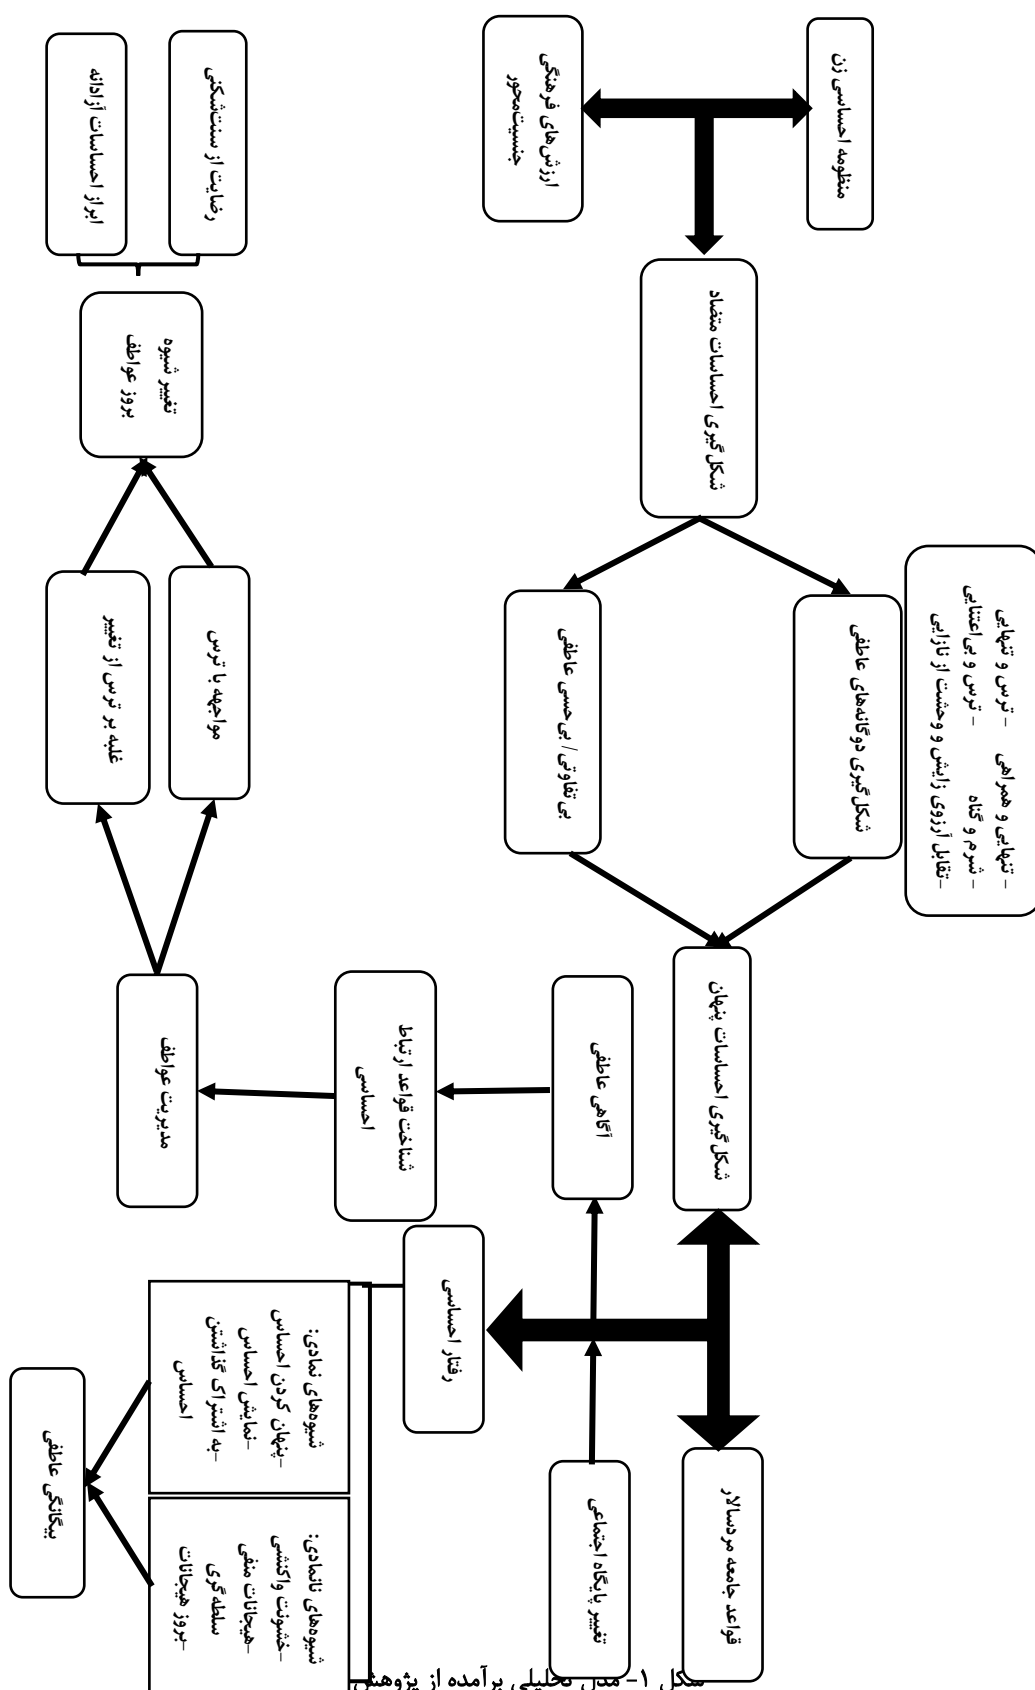 منظومه احساسی زن
ارزش‌های فرهنگی
جنسیت‌محور
شکل‌گیری احساسات متضاد
- ترس و تنهایی - تنهایی و همراهی
- ترس و بی‌اعتنایی - شرم و گناه
-تقابل آرزوی زایش و وحشت از نازایی
شکل‌گیری دوگانه‌های عاطفی
بی‌تفاوتی/ بی‌حسی عاطفی
شکل‌گیری احساسات پنهان
قواعد جامعه مردسالار
تغییر پایگاه اجتماعی
آگاهی عاطفی
رفتار احساسی
شناخت قواعد ارتباط
احساسی
مدیریت عواطف
مواجهه با ترس
غلبه بر ترس از تغییر
تغییر شیوه
بروز عواطف
رضایت از سنت‌شکنی
ابراز احساسات آزادانه
شیوه‌های نمادی:
-پنهان کردن احساس
-نمایش احساس
-به اشتراک گذاشتن
احساس
شیوه‌های نانمادی:
-خشونت واکنشی
-هیجانات منفی
سلطه‌گری
-بروز هیجانات
بیگانگی عاطفی
شکل ۱- مدل تحلیلی برآمده از پژوهش